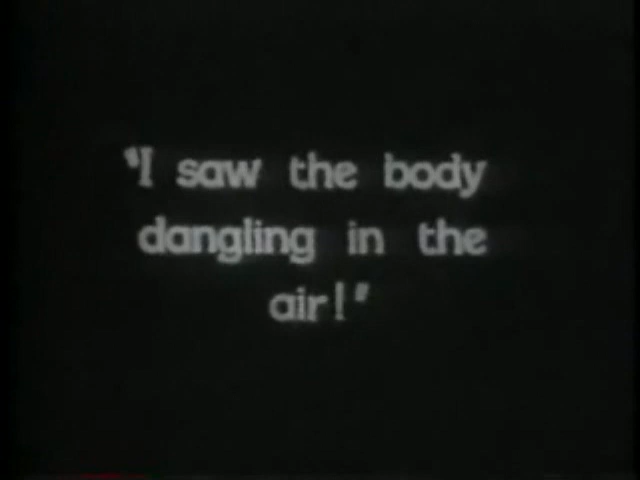 "I saw the body
dangling in the
air!"